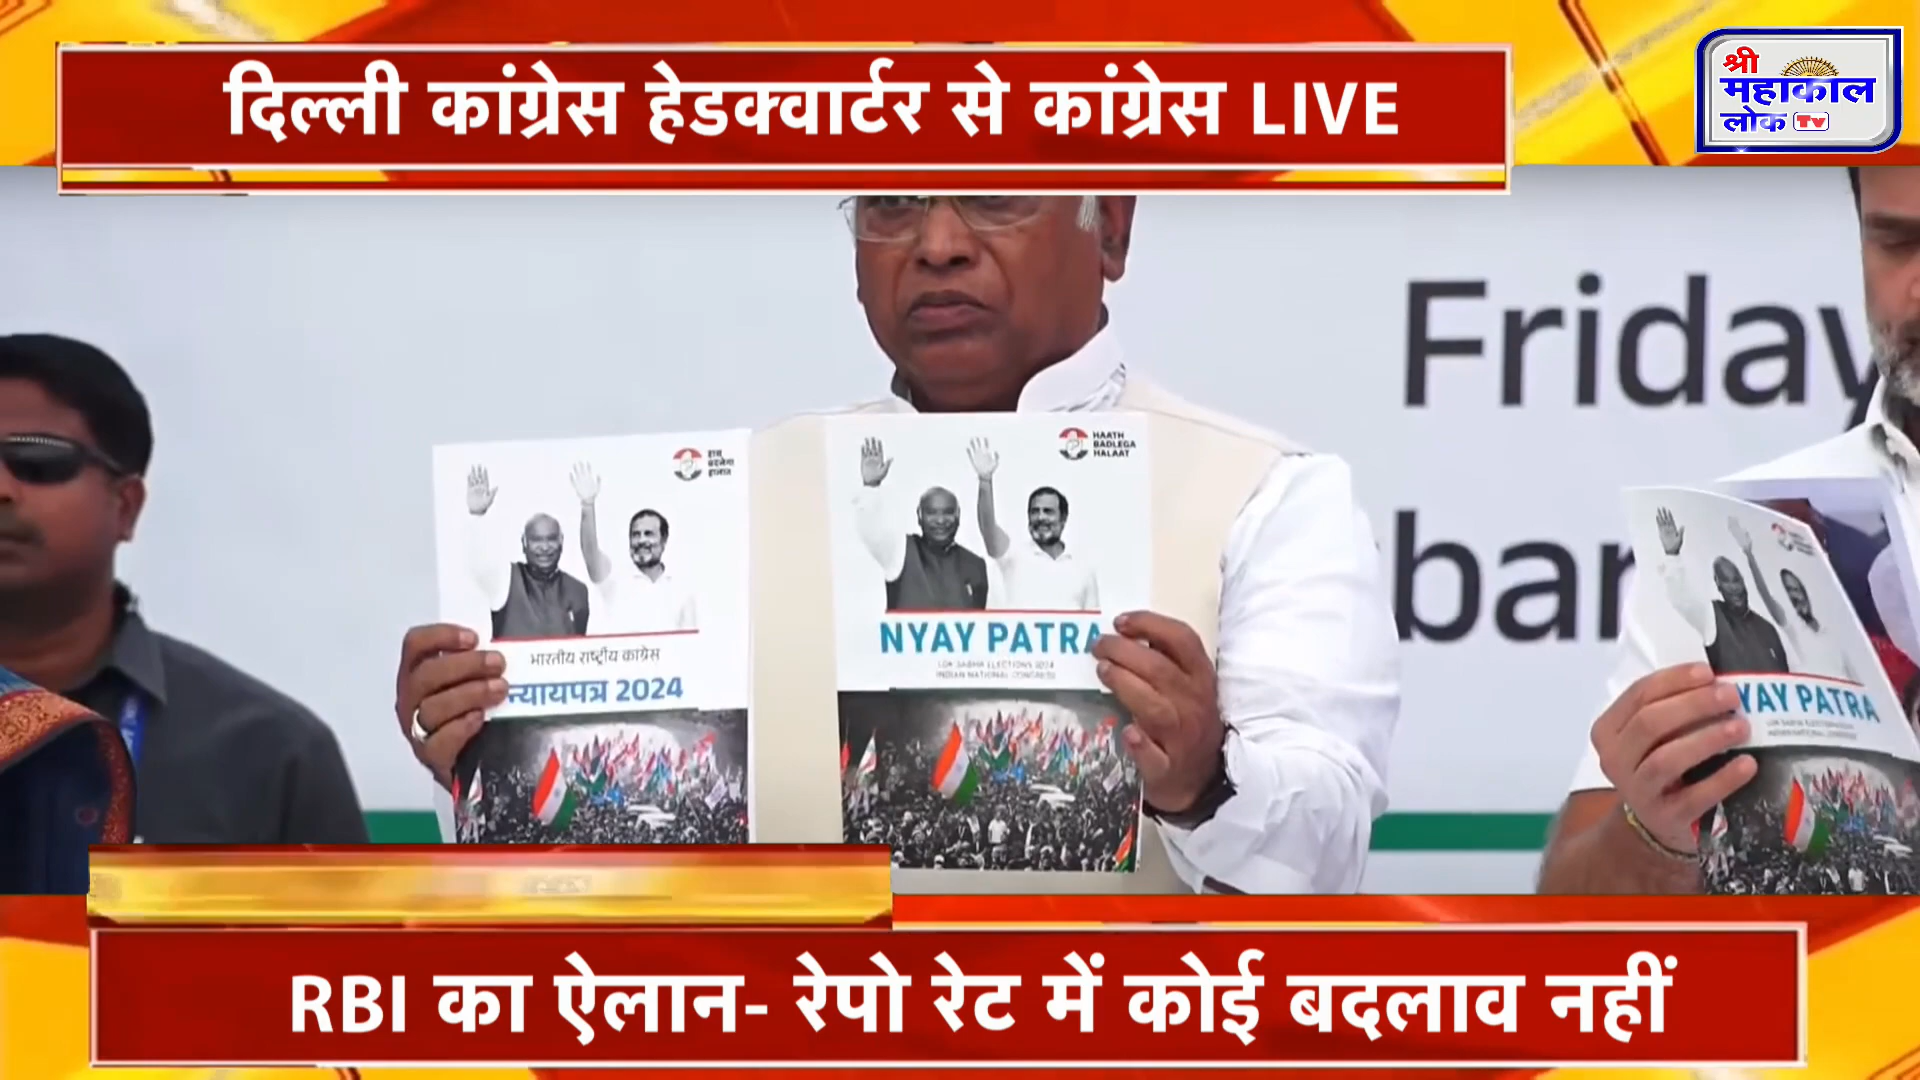 दिल्ली कांग्रेस हेडक्वार्टर से कांग्रेस LIVE
श्री
महाकाल
लोक Tv
Friday
bar
हाथ
बदलेगा
हालात
भारतीय राष्ट्रीय कांग्रेस
न्यायपत्र 2024
HAATH
BADLEGA
HALAAT
NYAY PATRA
LOK SABHA ELECTIONS 2024
INDIAN NATIONAL CONGRESS
YAY PATRA
RBI का ऐलान- रेपो रेट में कोई बदलाव नहीं